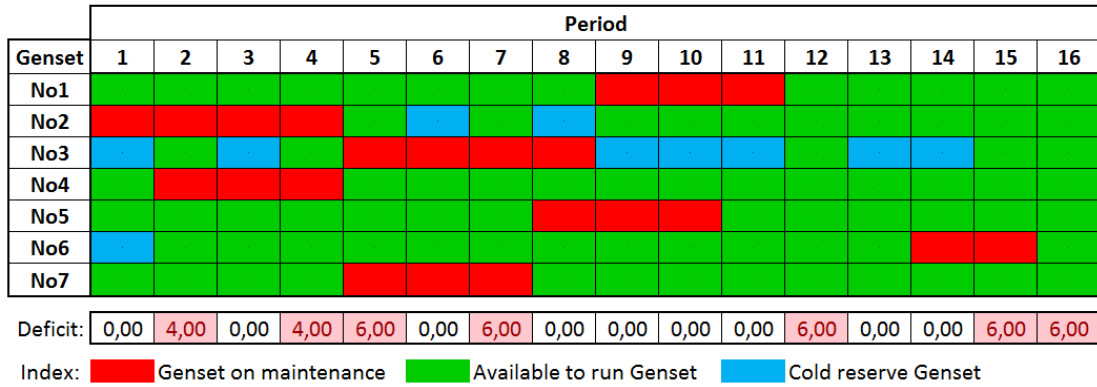 Period
Genset 1 2 3 4 5 6 7 8 9 10 11 12 13 14 15 16
No1
No2
No3
No4
No5
No6
No7
Deficit: 0,00 4,00 0,00 4,00 6,00 0,00 6,00 0,00 0,00 0,00 0,00 6,00 0,00 0,00 6,00 6,00
Index: Genset on maintenance Available to run Genset Cold reserve Genset